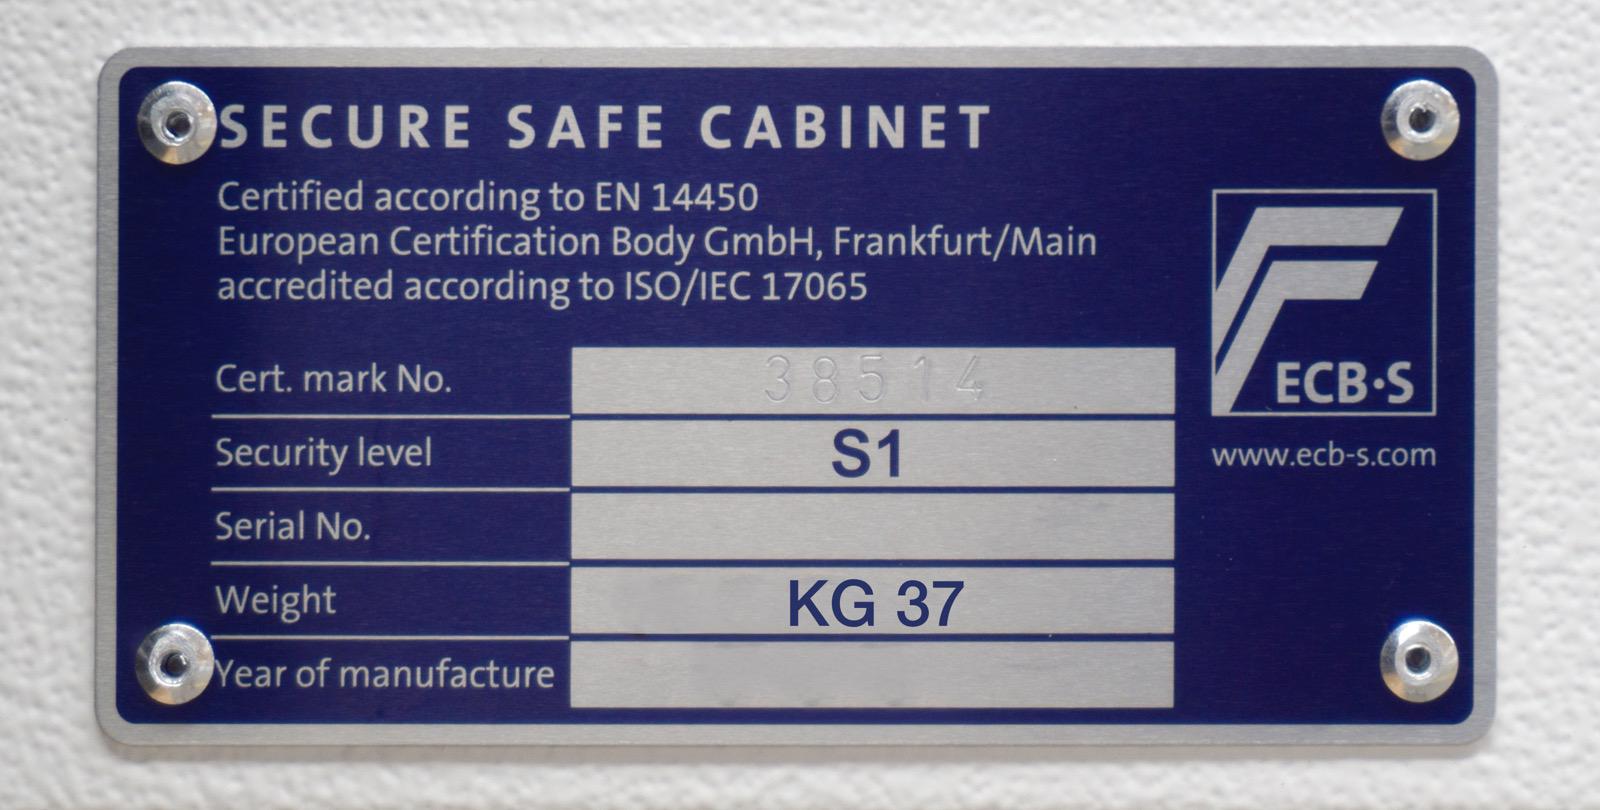 SECURE SAFE CABINET
Certified according to EN 14450
European Certification Body GmbH, Frankfurt/Main
accredited according to ISO/IEC 17065
Cert. mark No. 38514
Security level S1
Serial No.
Weight KG 37
Year of manufacture
ECB·S
www.ecb-s.com